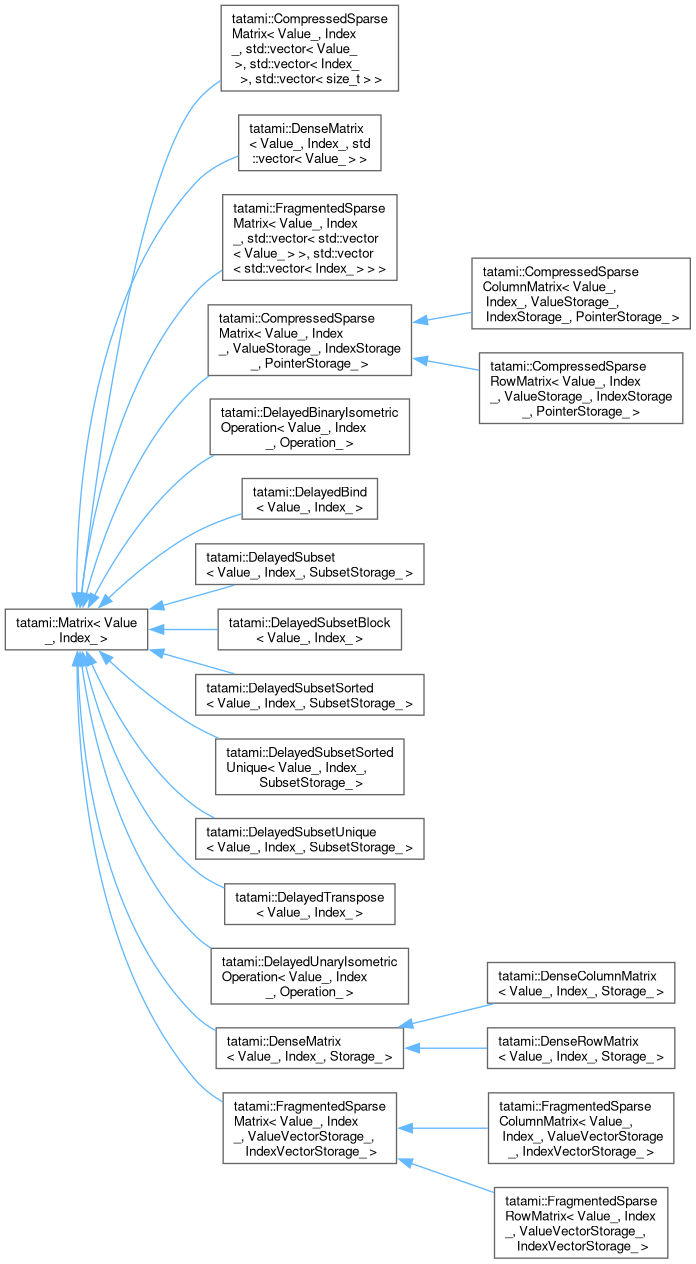 tatami::CompressedSparse
Matrix< Value_, Index
_, std::vector< Value_
>, std::vector< Index_
>, std::vector< size_t > >
tatami::DenseMatrix
< Value_, Index_, std
::vector< Value_ > >
tatami::FragmentedSparse
Matrix< Value_, Index
_, std::vector< std::vector
< Value_ > >, std::vector
< std::vector< Index_ > > >
tatami::CompressedSparse
ColumnMatrix< Value_,
Index_, ValueStorage_,
IndexStorage_, PointerStorage_ >
tatami::CompressedSparse
Matrix< Value_, Index
_, ValueStorage_, IndexStorage
_, PointerStorage_ >
tatami::CompressedSparse
RowMatrix< Value_, Index
_, ValueStorage_, IndexStorage
_, PointerStorage_ >
tatami::DelayedBinaryIsometric
Operation< Value_, Index
_, Operation_ >
tatami::DelayedBind
< Value_, Index_ >
tatami::DelayedSubset
< Value_, Index_, SubsetStorage_ >
tatami::Matrix< Value
_, Index_ >
tatami::DelayedSubsetBlock
< Value_, Index_ >
tatami::DelayedSubsetSorted
< Value_, Index_, SubsetStorage_ >
tatami::DelayedSubsetSorted
Unique< Value_, Index_,
SubsetStorage_ >
tatami::DelayedSubsetUnique
< Value_, Index_, SubsetStorage_ >
tatami::DelayedTranspose
< Value_, Index_ >
tatami::DelayedUnaryIsometric
Operation< Value_, Index
_, Operation_ >
tatami::DenseColumnMatrix
< Value_, Index_, Storage_ >
tatami::DenseMatrix
< Value_, Index_, Storage_ >
tatami::DenseRowMatrix
< Value_, Index_, Storage_ >
tatami::FragmentedSparse
Matrix< Value_, Index
_, ValueVectorStorage_,
IndexVectorStorage_ >
tatami::FragmentedSparse
ColumnMatrix< Value_,
Index_, ValueVectorStorage
_, IndexVectorStorage_ >
tatami::FragmentedSparse
RowMatrix< Value_, Index
_, ValueVectorStorage_,
IndexVectorStorage_ >